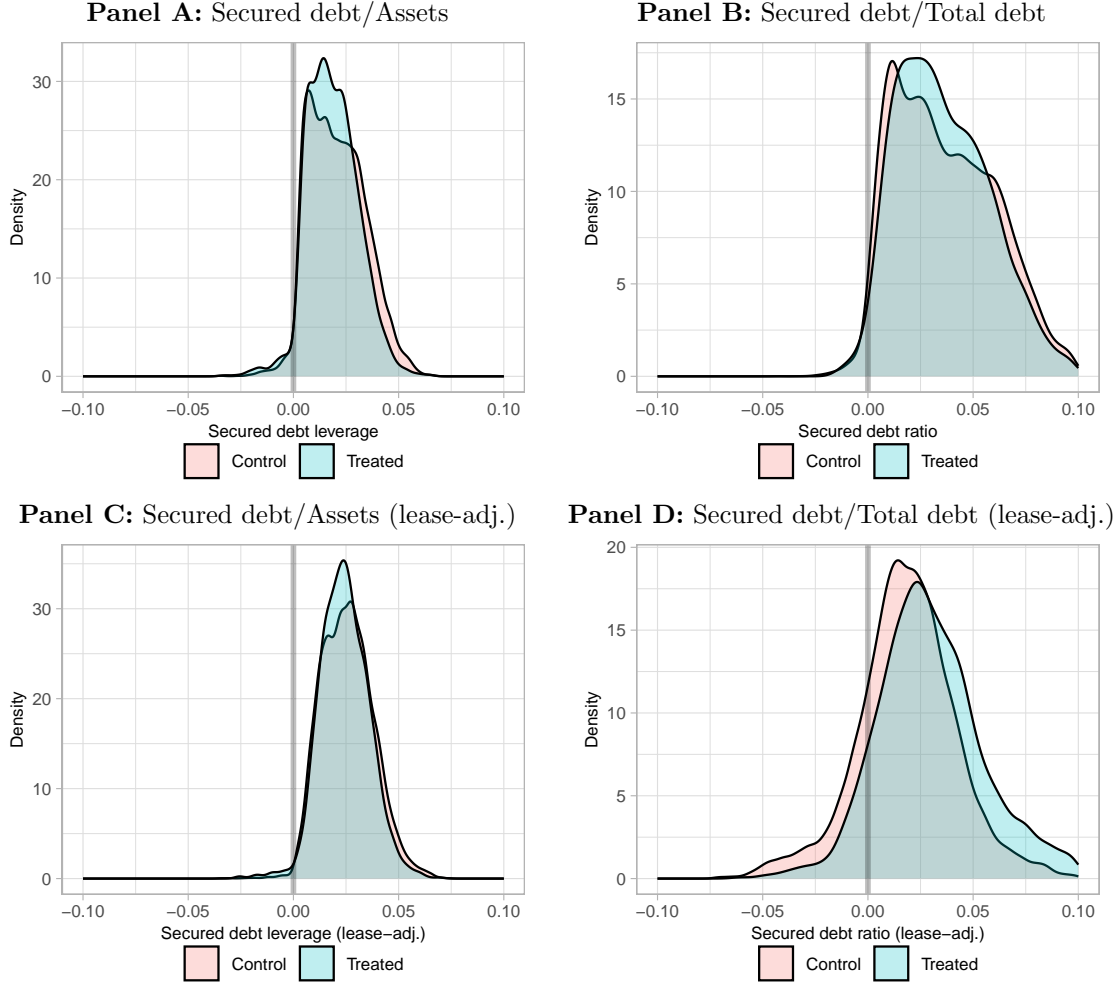 Panel A: Secured debt/Assets
Density
30
20
10
0
−0.10 −0.05 0.00 0.05 0.10
Secured debt leverage
Control Treated
Panel B: Secured debt/Total debt
Density
15
10
5
0
−0.10 −0.05 0.00 0.05 0.10
Secured debt ratio
Control Treated
Panel C: Secured debt/Assets (lease-adj.)
Density
30
20
10
0
−0.10 −0.05 0.00 0.05 0.10
Secured debt leverage (lease−adj.)
Control Treated
Panel D: Secured debt/Total debt (lease-adj.)
Density
20
15
10
5
0
−0.10 −0.05 0.00 0.05 0.10
Secured debt ratio (lease−adj.)
Control Treated